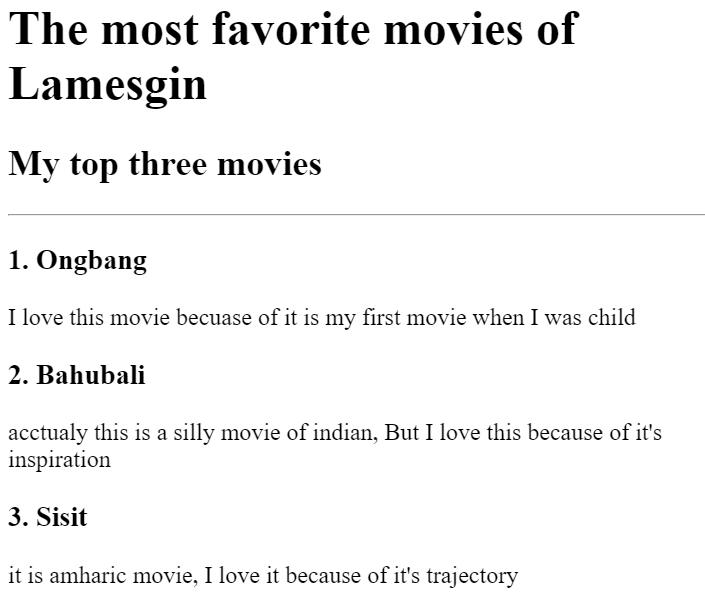 The most favorite movies of
Lamesgin
My top three movies
1. Ongbang
I love this movie becuase of it is my first movie when I was child
2. Bahubali
acctualy this is a silly movie of indian, But I love this because of it's
inspiration
3. Sisit
it is amharic movie, I love it because of it's trajectory